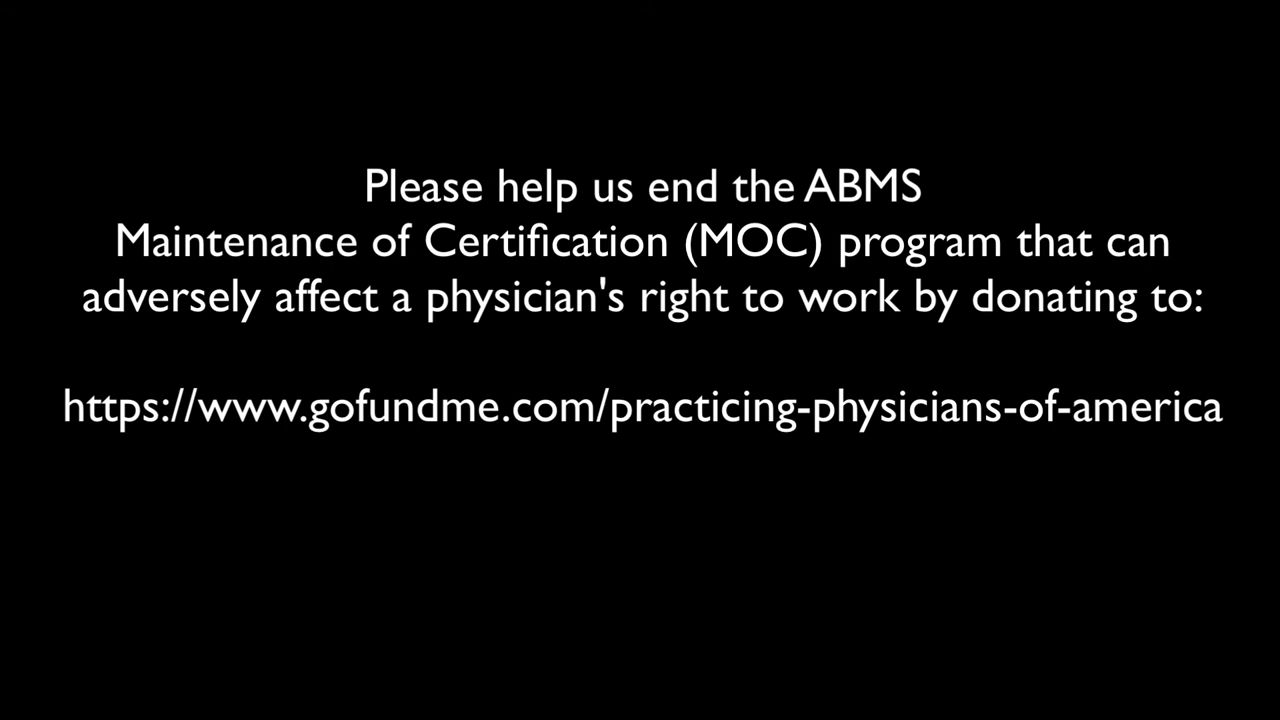 Please help us end the ABMS
Maintenance of Certification (MOC) program that can
adversely affect a physician's right to work by donating to:
https://www.gofundme.com/practicing-physicians-of-america